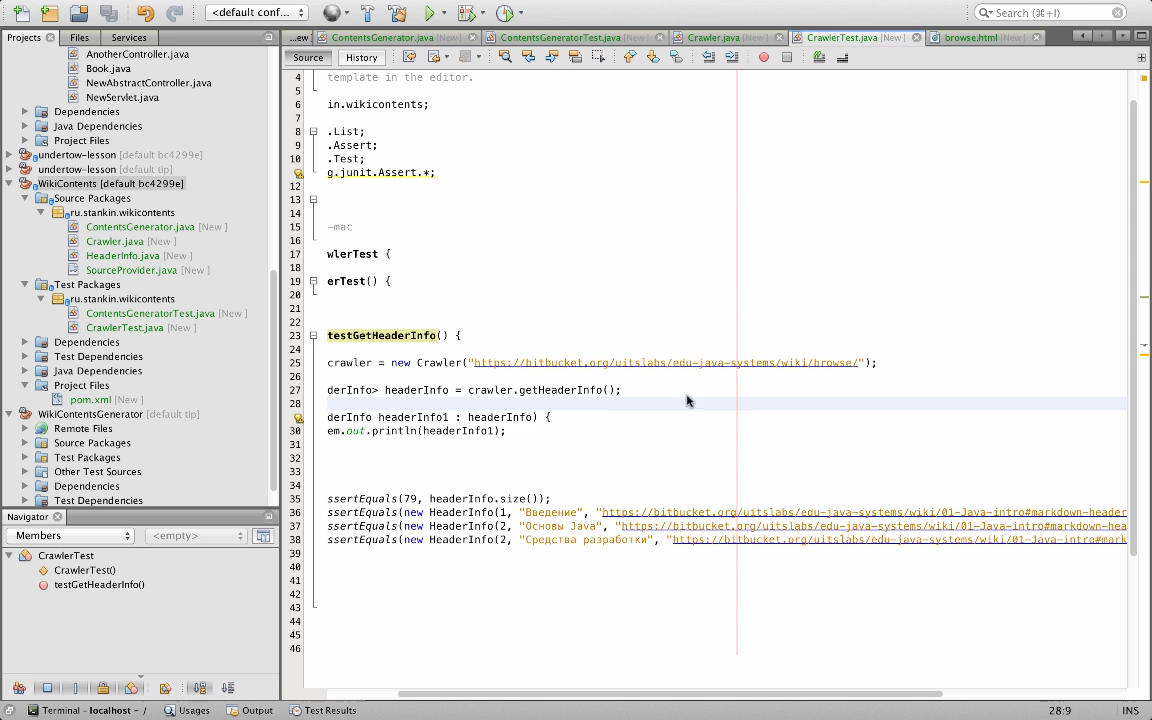 <default conf...
Search (⌘+I)
Projects
Files
Services
...ew
ContentsGenerator.java [New ]
ContentsGeneratorTest.java [New ]
Crawler.java [New ]
CrawlerTest.java [New ]
browse.html [New ]
Source
History
AnotherController.java
Book.java
NewAbstractController.java
NewServlet.java
Dependencies
Java Dependencies
Project Files
undertow-lesson [default bc4299e]
undertow-lesson [default tip]
WikiContents [default bc4299e]
Source Packages
ru.stankin.wikicontents
ContentsGenerator.java [New ]
Crawler.java [New ]
HeaderInfo.java [New ]
SourceProvider.java [New ]
Test Packages
ru.stankin.wikicontents
ContentsGeneratorTest.java [New ]
CrawlerTest.java [New ]
Dependencies
Test Dependencies
Java Dependencies
Project Files
pom.xml [New ]
WikiContentsGenerator
Remote Files
Source Packages
Test Packages
Other Test Sources
Dependencies
Test Dependencies
Navigator
Members
<empty>
CrawlerTest
CrawlerTest()
testGetHeaderInfo()
4 template in the editor.
5
6 in.wikicontents;
7
8 .List;
9 .Assert;
10 .Test;
g.junit.Assert.*;
12
13
14
15 -mac
16
17 wlerTest {
18
19 erTest() {
20
21
22
23 testGetHeaderInfo() {
24
25 crawler = new Crawler("https://bitbucket.org/uitslabs/edu-java-systems/wiki/browse/");
26
27 derInfo> headerInfo = crawler.getHeaderInfo();
28
derInfo headerInfo1 : headerInfo) {
30 em.out.println(headerInfo1);
31
32
33
34
35 ssertEquals(79, headerInfo.size());
36 ssertEquals(new HeaderInfo(1, "Введение", "https://bitbucket.org/uitslabs/edu-java-systems/wiki/01-Java-intro#markdown-header
37 ssertEquals(new HeaderInfo(2, "Основы Java", "https://bitbucket.org/uitslabs/edu-java-systems/wiki/01-Java-intro#markdown-hea
38 ssertEquals(new HeaderInfo(2, "Средства разработки", "https://bitbucket.org/uitslabs/edu-java-systems/wiki/01-Java-intro#mark
39
40
41
42
43
44
45
46
Terminal - localhost - /
Usages
Output
Test Results
28:9
INS